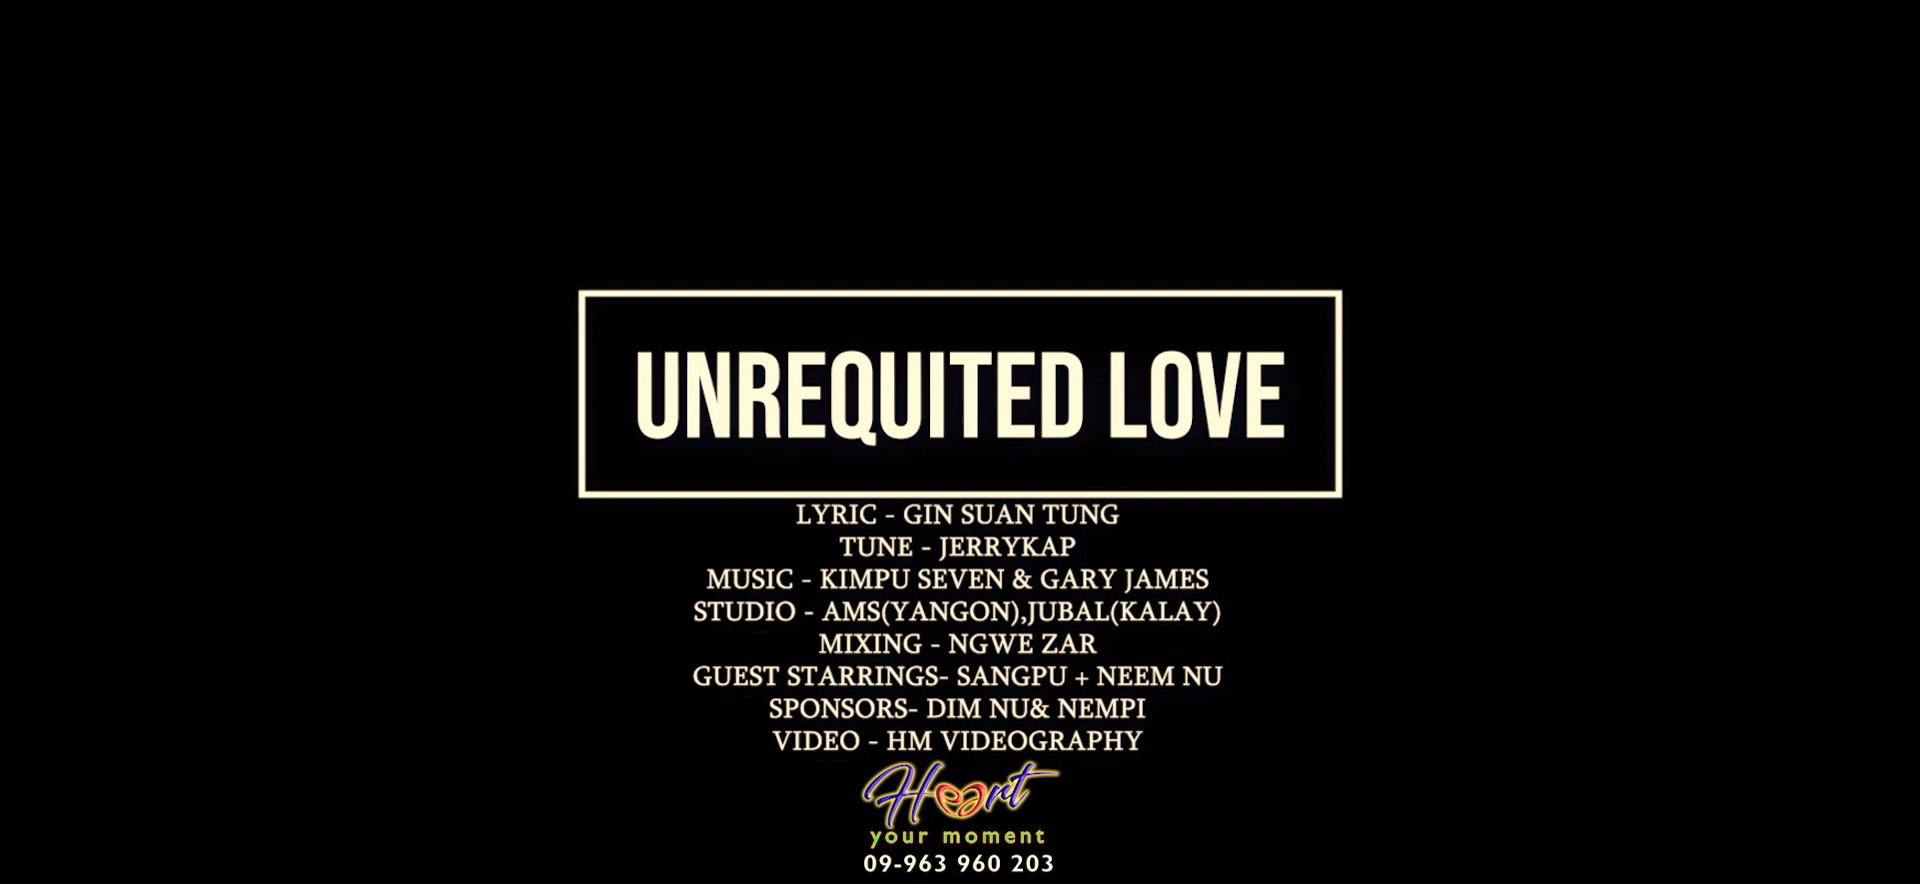 UNREQUITED LOVE
LYRIC - GIN SUAN TUNG
TUNE - JERRYKAP
MUSIC - KIMPU SEVEN & GARY JAMES
STUDIO - AMS(YANGON),JUBAL(KALAY)
MIXING - NGWE ZAR
GUEST STARRINGS- SANGPU + NEEM NU
SPONSORS- DIM NU& NEMPI
VIDEO - HM VIDEOGRAPHY
Heart
your moment
09-963 960 203